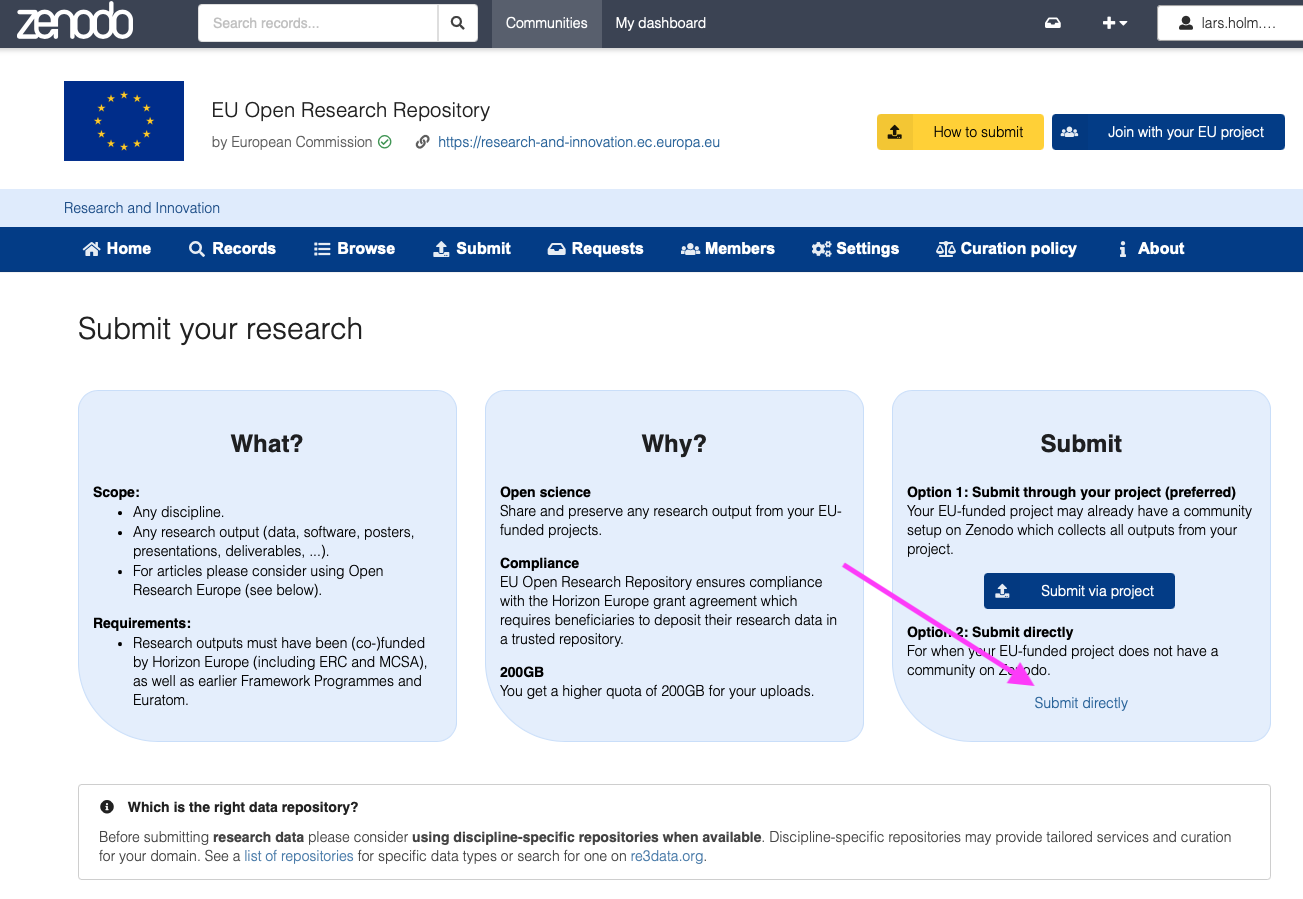 zenodo
Search records...
Communities
My dashboard
lars.holm....
EU Open Research Repository
by European Commission
https://research-and-innovation.ec.europa.eu
How to submit
Join with your EU project
Research and Innovation
Home
Records
Browse
Submit
Requests
Members
Settings
Curation policy
About
Submit your research
What?
Scope:
• Any discipline.
• Any research output (data, software, posters,
presentations, deliverables, ...).
• For articles please consider using Open
Research Europe (see below).
Requirements:
• Research outputs must have been (co-)funded
by Horizon Europe (including ERC and MCSA),
as well as earlier Framework Programmes and
Euratom.
Why?
Open science
Share and preserve any research output from your EU-
funded projects.
Compliance
EU Open Research Repository ensures compliance
with the Horizon Europe grant agreement which
requires beneficiaries to deposit their research data in
a trusted repository.
200GB
You get a higher quota of 200GB for your uploads.
Submit
Option 1: Submit through your project (preferred)
Your EU-funded project may already have a community
setup on Zenodo which collects all outputs from your
project.
Submit via project
Option 2: Submit directly
For when your EU-funded project does not have a
community on Zenodo.
Submit directly
Which is the right data repository?
Before submitting research data please consider using discipline-specific repositories when available. Discipline-specific repositories may provide tailored services and curation
for your domain. See a list of repositories for specific data types or search for one on re3data.org.